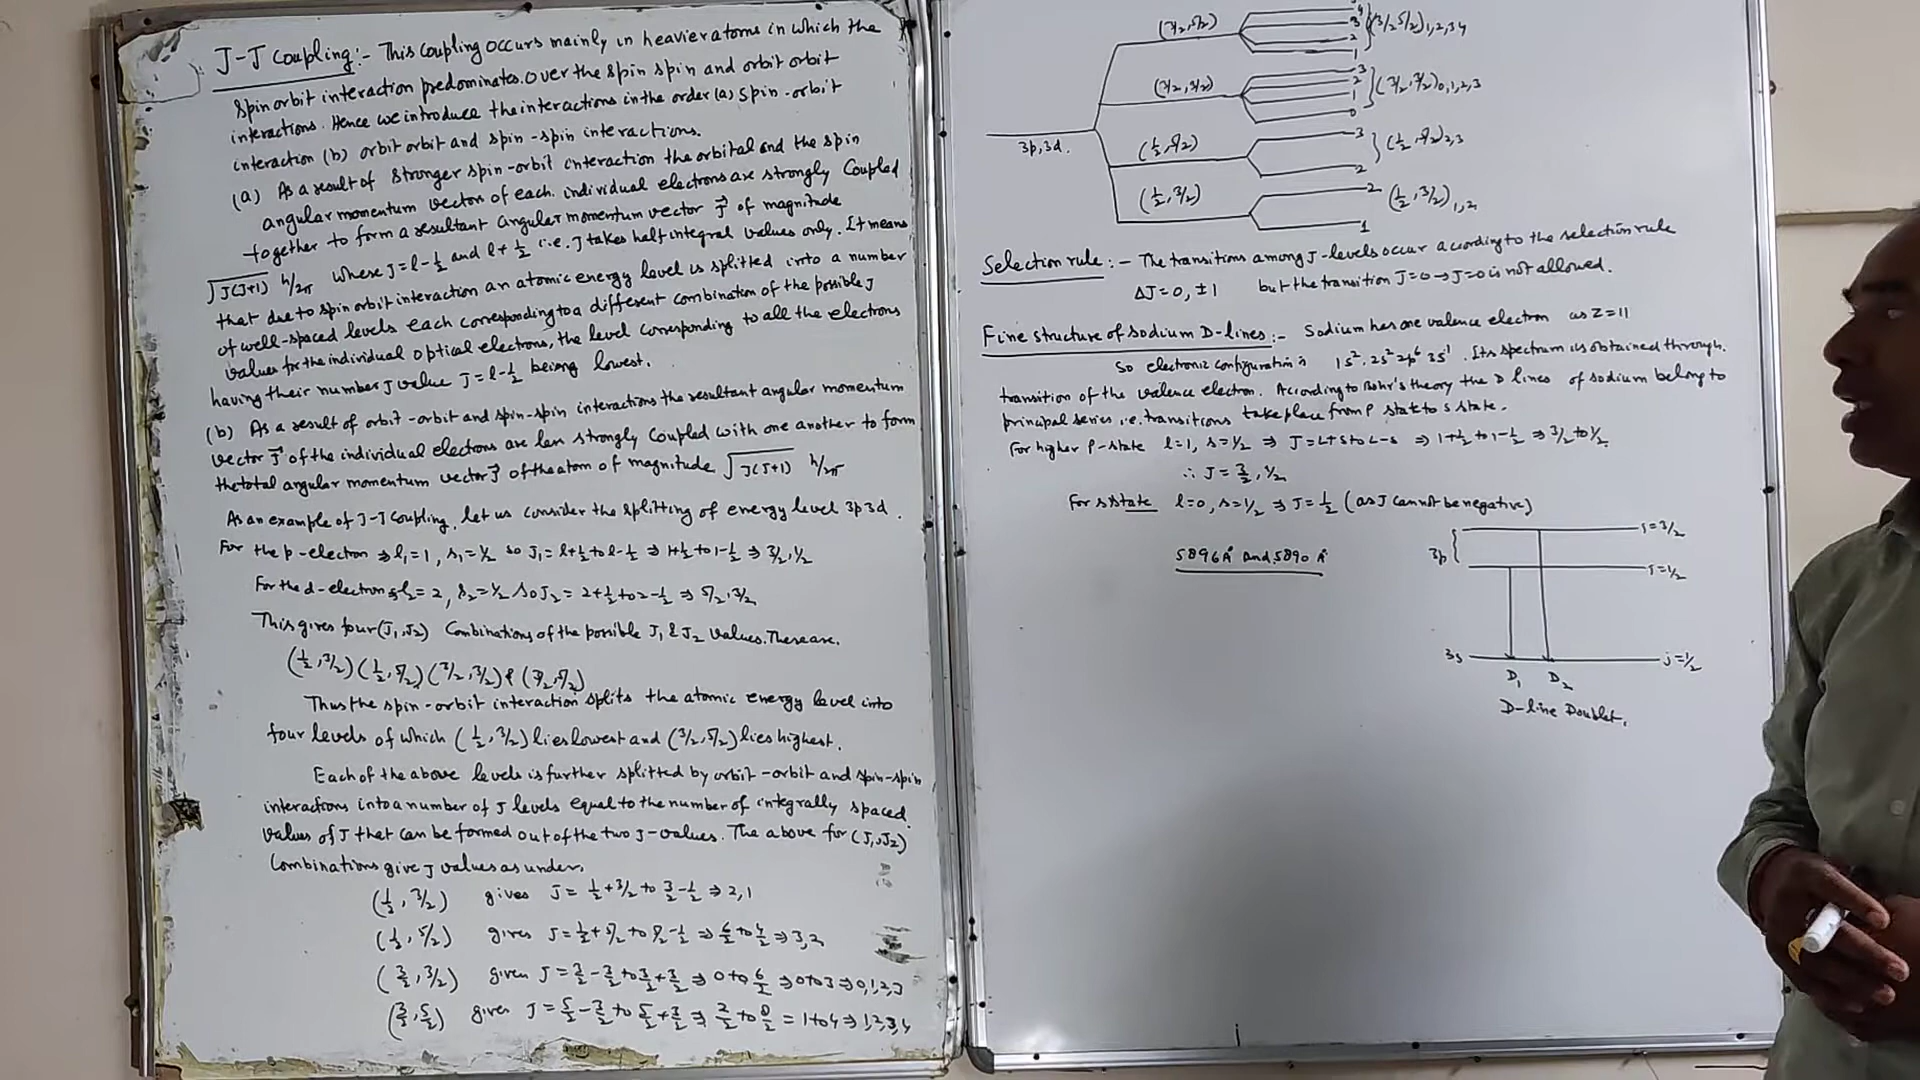 J-J Coupling:- This Coupling occurs mainly in heavier atoms in which the
Spin orbit interaction predominates. over the spin spin and orbit orbit
interactions. Hence we introduce the interactions in the order (a) Spin-orbit
interaction (b) orbit orbit and spin-spin interactions.
(a) As a result of stronger spin-orbit interaction the orbital and the spin
angular momentum vectors of each individual electrons are strongly Coupled
together to form a resultant angular momentum vector J⃗ of magnitude
√J(J+1) h/2π where J=l-1/2 and l+1/2 i.e. J takes half integral values only. It means
that due to spin orbit interaction an atomic energy level is splitted into a number
of well-spaced levels each corresponding to a different combination of the possible J
values for the individual optical electrons, the level corresponding to all the electrons
having their number J value J=l-1/2 being lowest.
(b) As a result of orbit-orbit and spin-spin interactions the resultant angular momentum
vector J⃗ of the individual electrons are less strongly Coupled with one another to form
the total angular momentum vector J⃗ of the atom of magnitude √J(J+1) h/2π
As an example of J-J Coupling, let us consider the splitting of energy level 3p3d.
For the p-electron ⇒ l₁=1, s₁=1/2 so J₁=l+1/2 to l-1/2 ⇒ 1+1/2 to 1-1/2 ⇒ 3/2, 1/2
For the d-electron l₂=2, s₂=1/2 so J₂=2+1/2 to 2-1/2 ⇒ 5/2, 3/2
This gives four (J₁,J₂) Combinations of the possible J₁ & J₂ values. These are.
(1/2, 3/2) (1/2, 5/2) (3/2, 3/2) & (3/2, 5/2)
Thus the spin-orbit interaction splits the atomic energy level into
four levels of which (1/2, 3/2) lies lowest and (3/2, 5/2) lies highest.
Each of the above levels is further splitted by orbit-orbit and spin-spin
interactions into a number of J levels equal to the number of integrally spaced
values of J that can be formed out of the two J-values. The above for (J₁,J₂)
Combinations give J values as under,
(1/2, 3/2) gives J= 1/2+3/2 to 3/2-1/2 ⇒ 2,1
(1/2, 5/2) gives J=1/2+5/2 to 5/2-1/2 ⇒ 6/2 to 4/2 ⇒ 3,2
(3/2, 3/2) given J=3/2-3/2 to 3/2+3/2 ⇒ 0 to 6/2 ⇒ 0 to 3 ⇒ 0,1,2,3
(3/2, 5/2) given J=5/2-3/2 to 5/2+3/2 ⇒ 2/2 to 8/2 = 1 to 4 ⇒ 1,2,3,4
3p,3d.
(3/2, 5/2) 4 3 2 1 (3/2 5/2)1,2,3 4
(3/2, 3/2) 3 2 1 0 (3/2, 3/2)0,1,2,3
(1/2, 5/2) 3 2 (1/2, 5/2)2,3
(1/2, 3/2) 2 1 (1/2, 3/2)1,2
Selection rule:- The transitions among J-levels occur according to the selection rule
ΔJ=0, ±1 but the transition J=0→J=0 is not allowed.
Fine structure of sodium D-lines:- Sodium has one valence electron as Z=11
So electronic configuration is 1s². 2s² 2p⁶ 3s¹. Its spectrum is obtained through.
transition of the valence electron. According to Bohr's theory the D lines of sodium belong to
principal series i.e. transitions take place from P state to s state.
For higher P-state l=1, s=1/2 ⇒ J=L+S to L-S ⇒ 1+1/2 to 1-1/2 ⇒ 3/2 to 1/2
∴ J=3/2, 1/2
For s state l=0, s=1/2 ⇒ J=1/2 (as J cannot be negative)
5896 A° and 5890 A°
3p J=3/2
J=1/2
3s J=1/2
D₁ D₂
D-line Doublet.